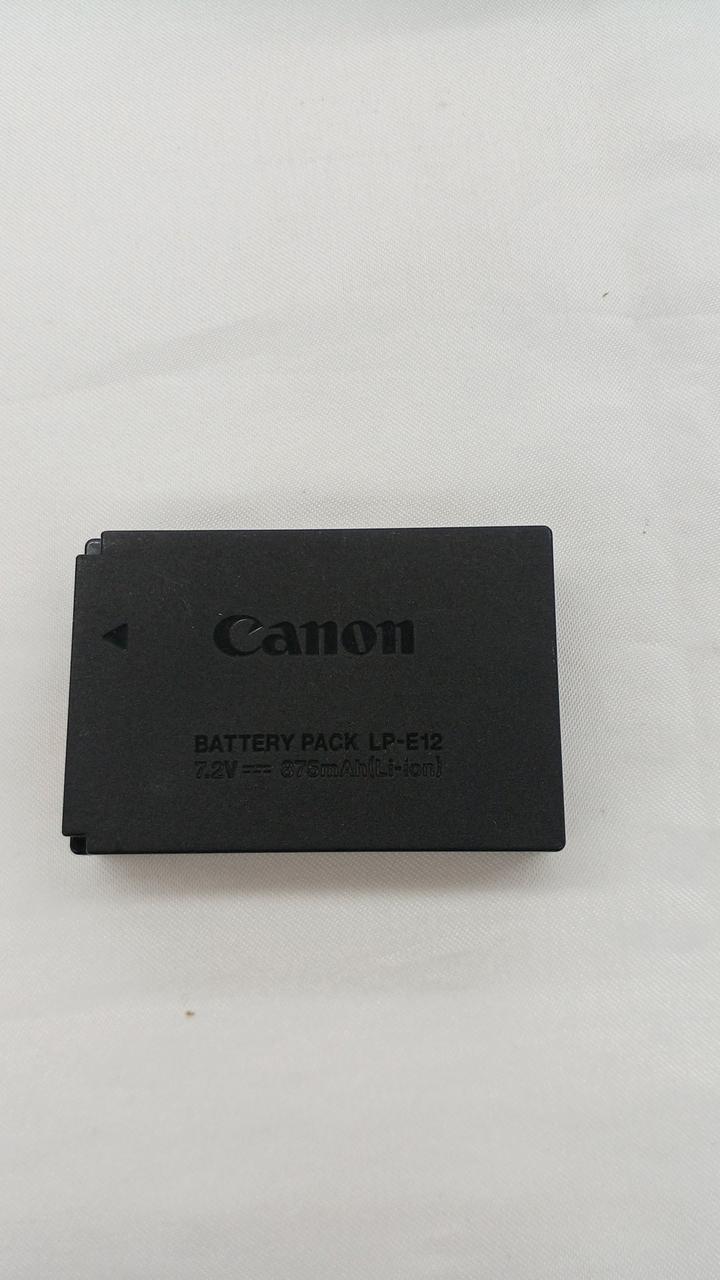 Canon
BATTERY PACK LP-E12
7.2V ⎓ 875mAh(Li-ion)